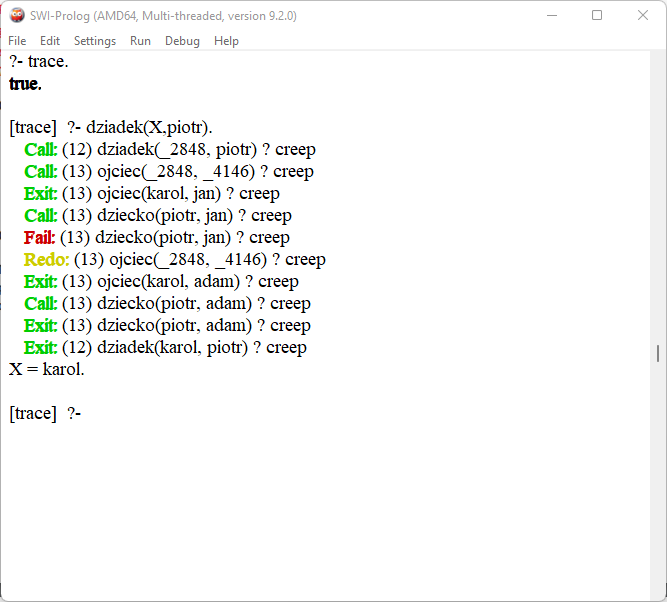 SWI-Prolog (AMD64, Multi-threaded, version 9.2.0)
File Edit Settings Run Debug Help
?- trace.
true.
[trace]  ?- dziadek(X,piotr).
Call: (12) dziadek(_2848, piotr) ? creep
Call: (13) ojciec(_2848, _4146) ? creep
Exit: (13) ojciec(karol, jan) ? creep
Call: (13) dziecko(piotr, jan) ? creep
Fail: (13) dziecko(piotr, jan) ? creep
Redo: (13) ojciec(_2848, _4146) ? creep
Exit: (13) ojciec(karol, adam) ? creep
Call: (13) dziecko(piotr, adam) ? creep
Exit: (13) dziecko(piotr, adam) ? creep
Exit: (12) dziadek(karol, piotr) ? creep
X = karol.
[trace]  ?-